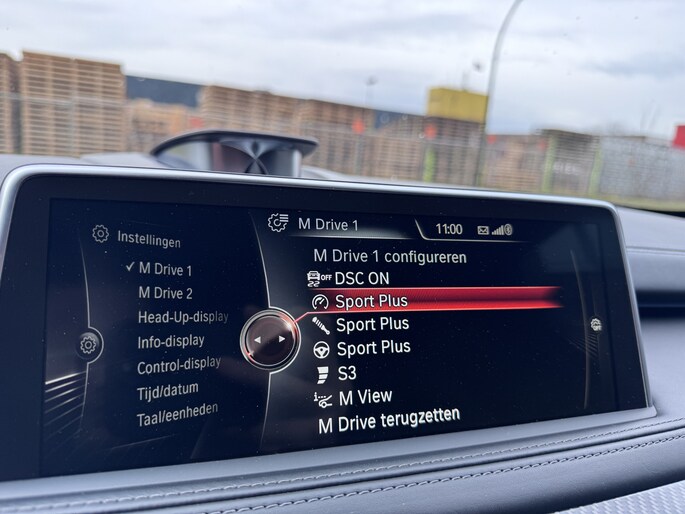 Instellingen
M Drive 1
M Drive 2
Head-Up-display
Info-display
Control-display
Tijd/datum
Taal/eenheden
M Drive 1
11:00
M Drive 1 configureren
OFF DSC ON
Sport Plus
Sport Plus
Sport Plus
S3
M View
M Drive terugzetten